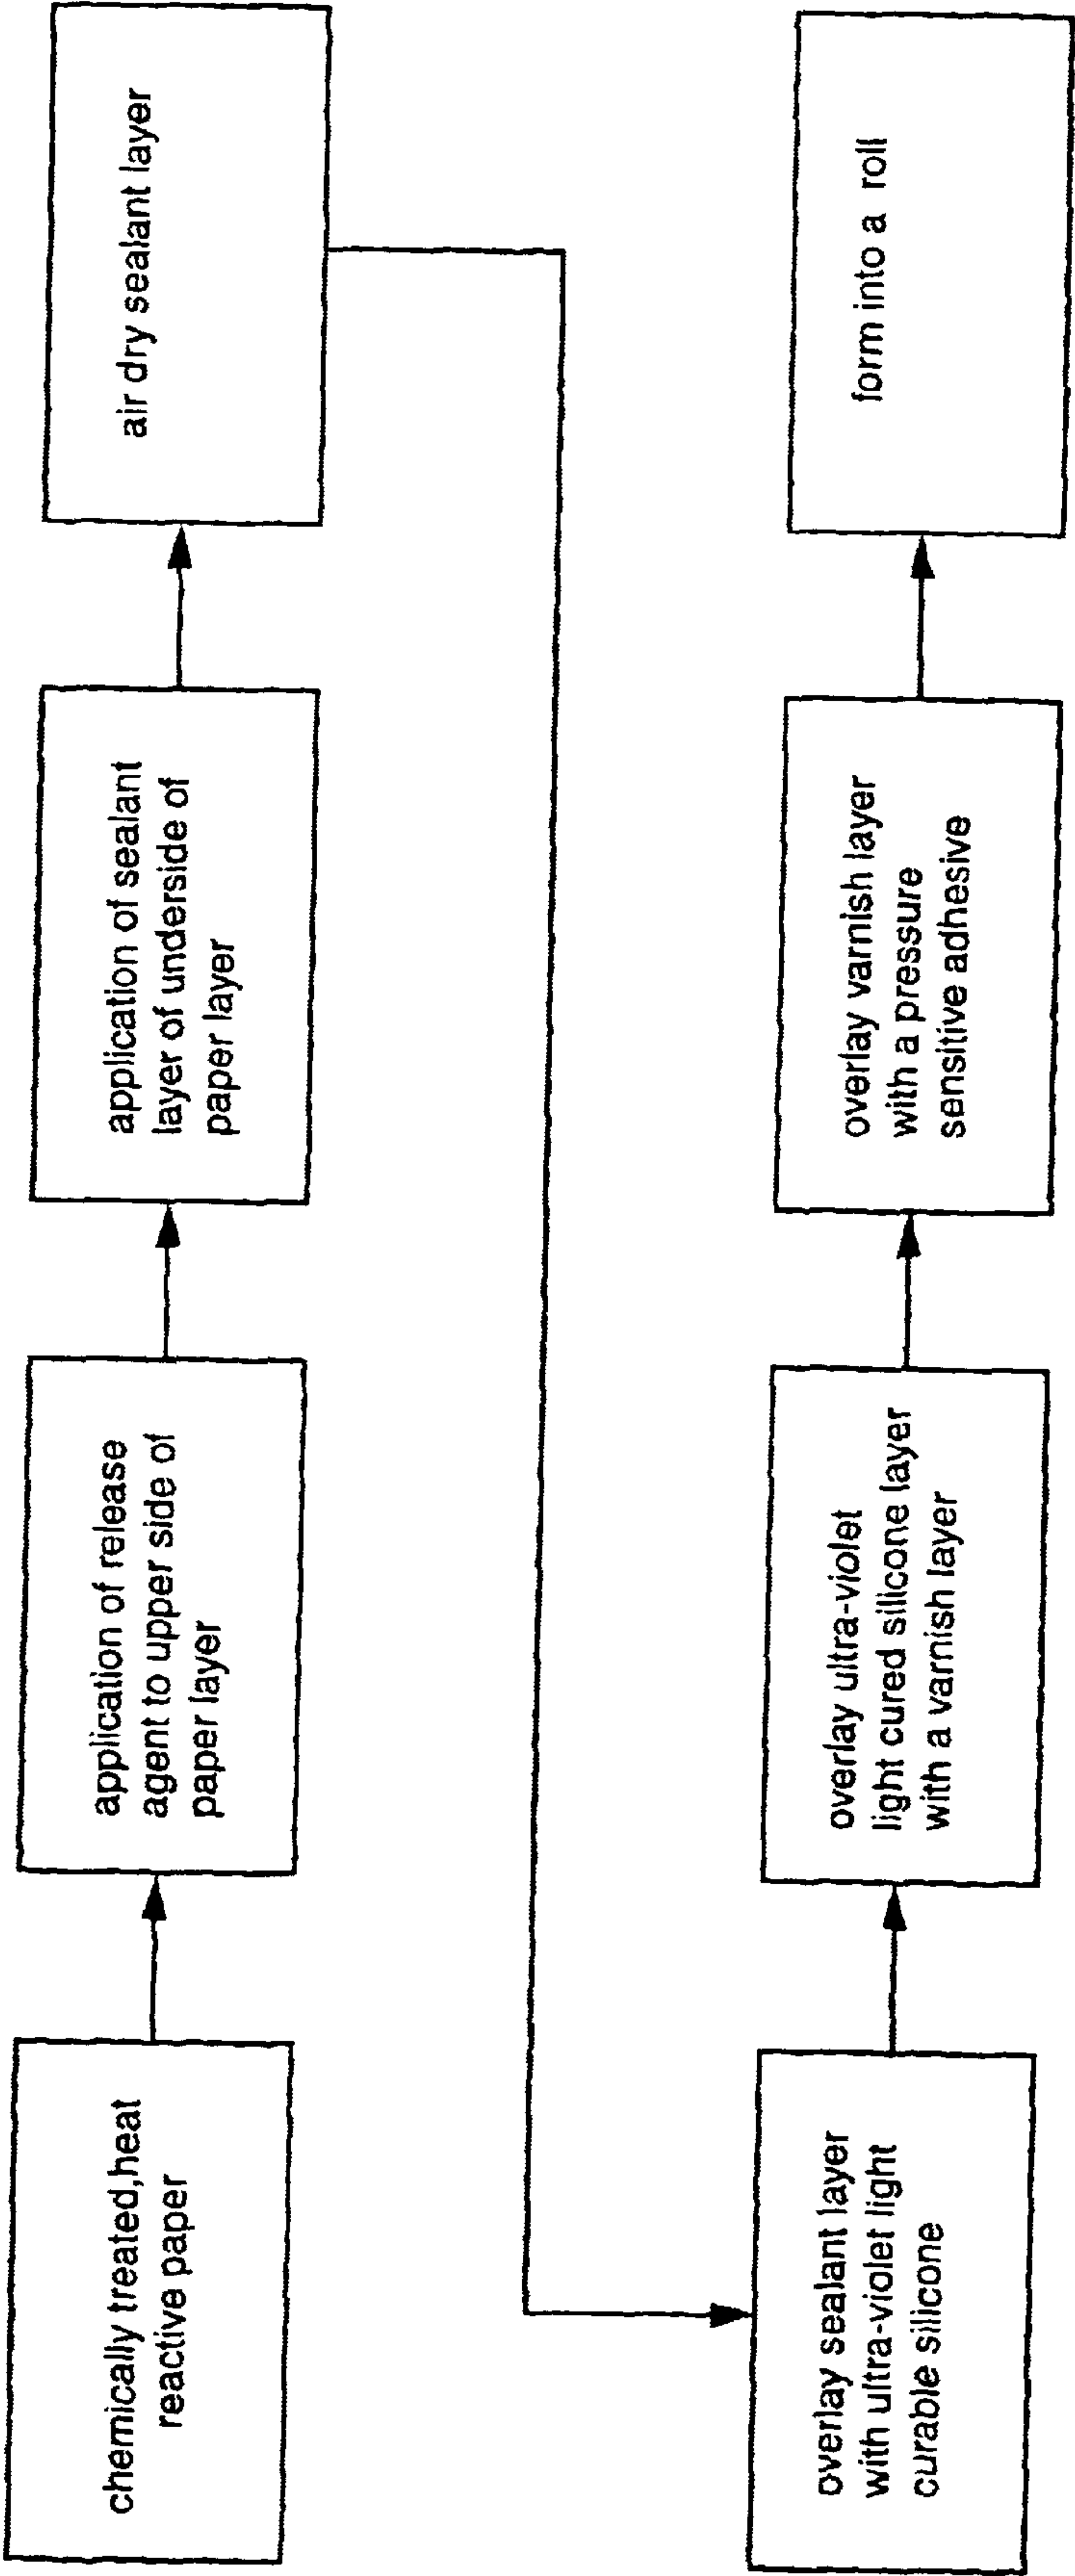 chemically treated,heat
reactive paper
application of release
agent to upper side of
paper layer
application of sealant
layer of underside of
paper layer
air dry sealant layer
overlay sealant layer
with ultra-violet light
curable silicone
overlay ultra-violet
light cured silicone layer
with a varnish layer
overlay varnish layer
with a pressure
sensitive adhesive
form into a roll